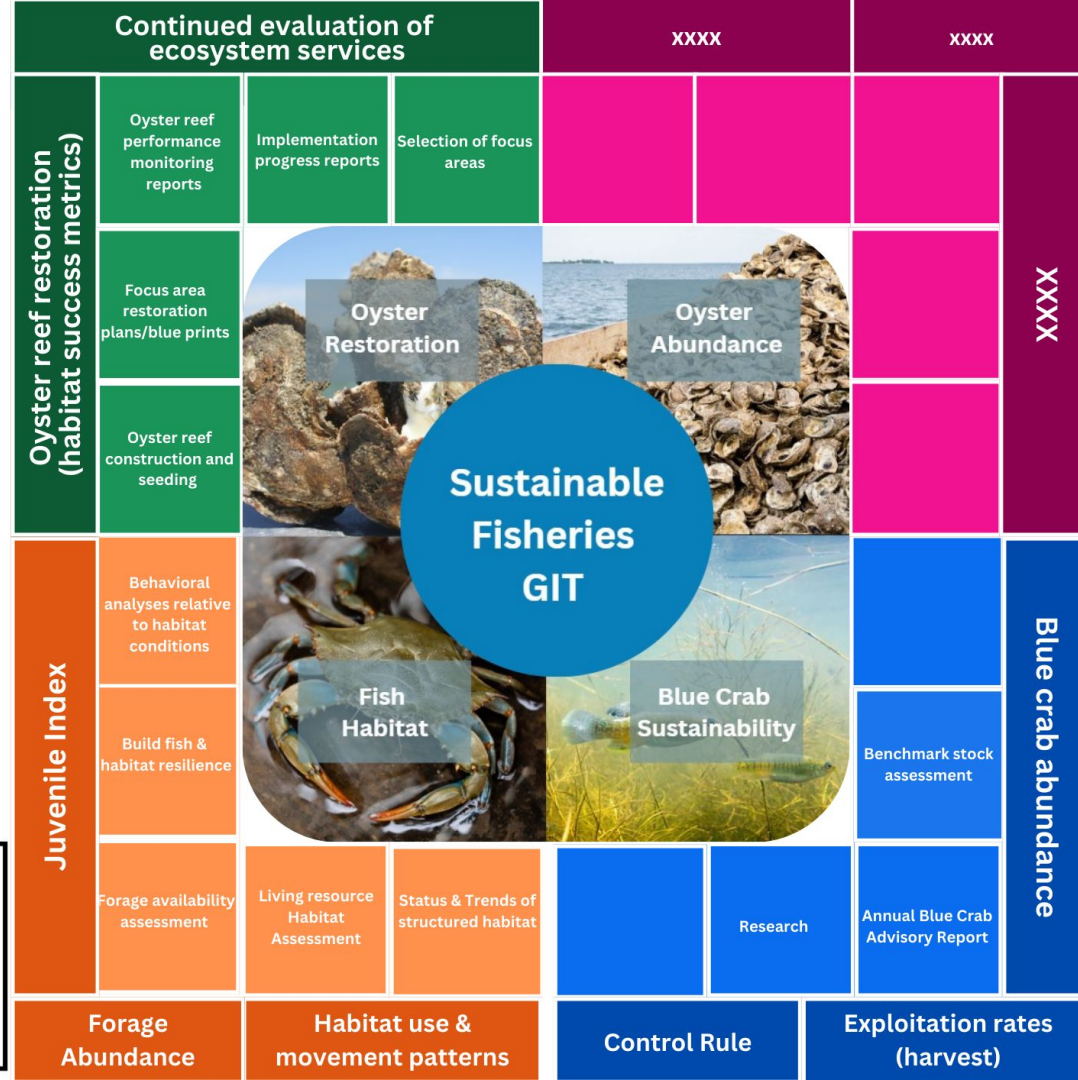 Continued evaluation of
ecosystem services
xxxx
xxxx
Oyster reef restoration
(habitat success metrics)
Oyster reef
performance
monitoring
reports
Implementation
progress reports
Selection of focus
areas
XXXX
Focus area
restoration
plans/blue prints
Oyster reef
construction and
seeding
Oyster
Restoration
Oyster
Abundance
Sustainable
Fisheries
GIT
Fish
Habitat
Blue Crab
Sustainability
Juvenile Index
Behavioral
analyses relative
to habitat
conditions
Build fish &
habitat resilience
Forage availability
assessment
Living resource
Habitat
Assessment
Status & Trends of
structured habitat
Benchmark stock
assessment
Research
Annual Blue Crab
Advisory Report
Blue crab abundance
Forage
Abundance
Habitat use &
movement patterns
Control Rule
Exploitation rates
(harvest)